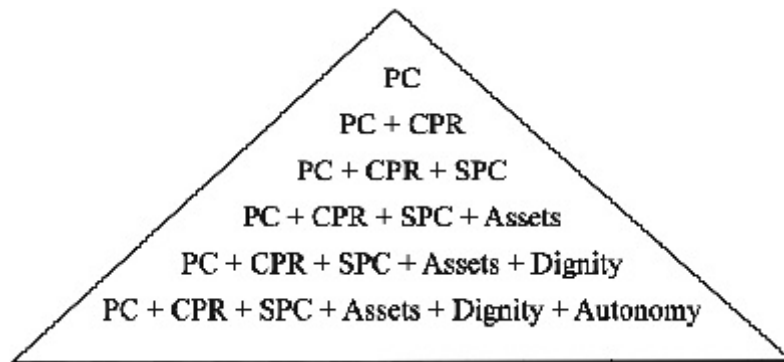 PC
PC + CPR
PC + CPR + SPC
PC + CPR + SPC + Assets
PC + CPR + SPC + Assets + Dignity
PC + CPR + SPC + Assets + Dignity + Autonomy